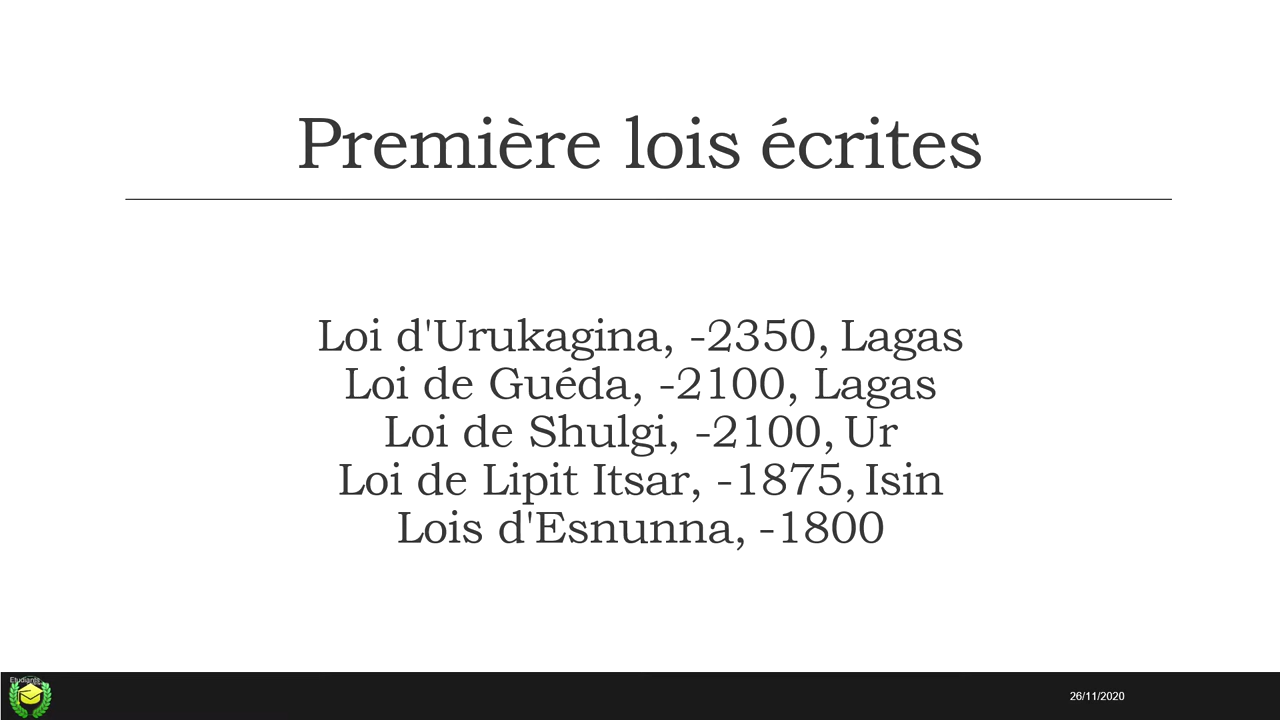 Première lois écrites
Loi d'Urukagina, -2350, Lagas
Loi de Guéda, -2100, Lagas
Loi de Shulgi, -2100, Ur
Loi de Lipit Itsar, -1875, Isin
Lois d'Esnunna, -1800
26/11/2020